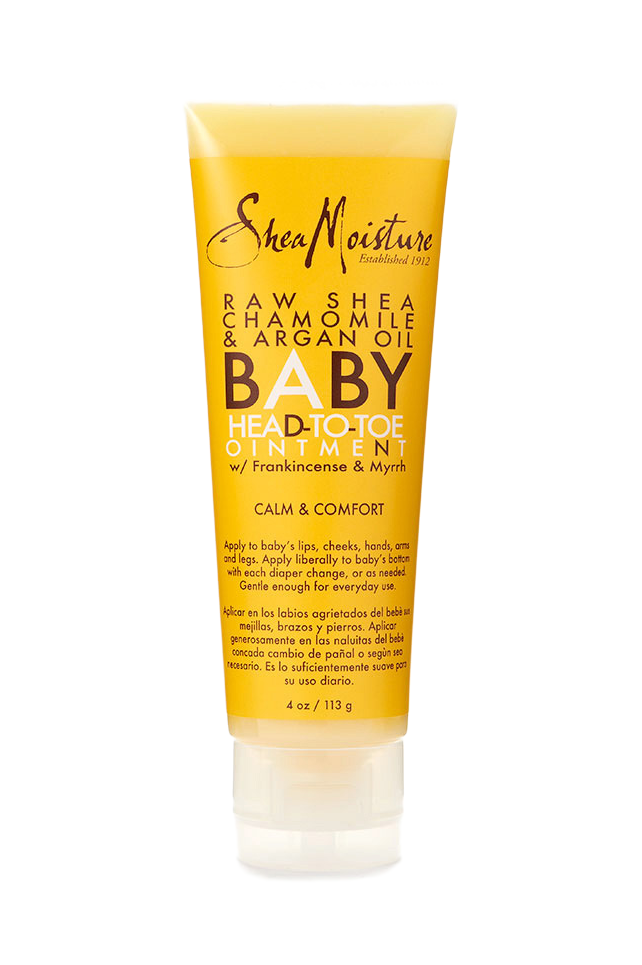 SheaMoisture
Established 1912
RAW SHEA
CHAMOMILE
& ARGAN OIL
BABY
HEAD-TO-TOE
OINTMENT
w/ Frankincense & Myrrh
CALM & COMFORT
Apply to baby's lips, cheeks, hands, arms
and legs. Apply liberally to baby's bottom
with each diaper change, or as needed.
Gentle enough for everyday use.
Aplicar en los labios agrietados del bebè sus
mejillas, brazos y pierros. Aplicar
generosamente en las naluitas del bebè
concada cambio de pañal o según sea
necesario. Es lo suficientemente suave para
su uso diario.
4 oz / 113 g